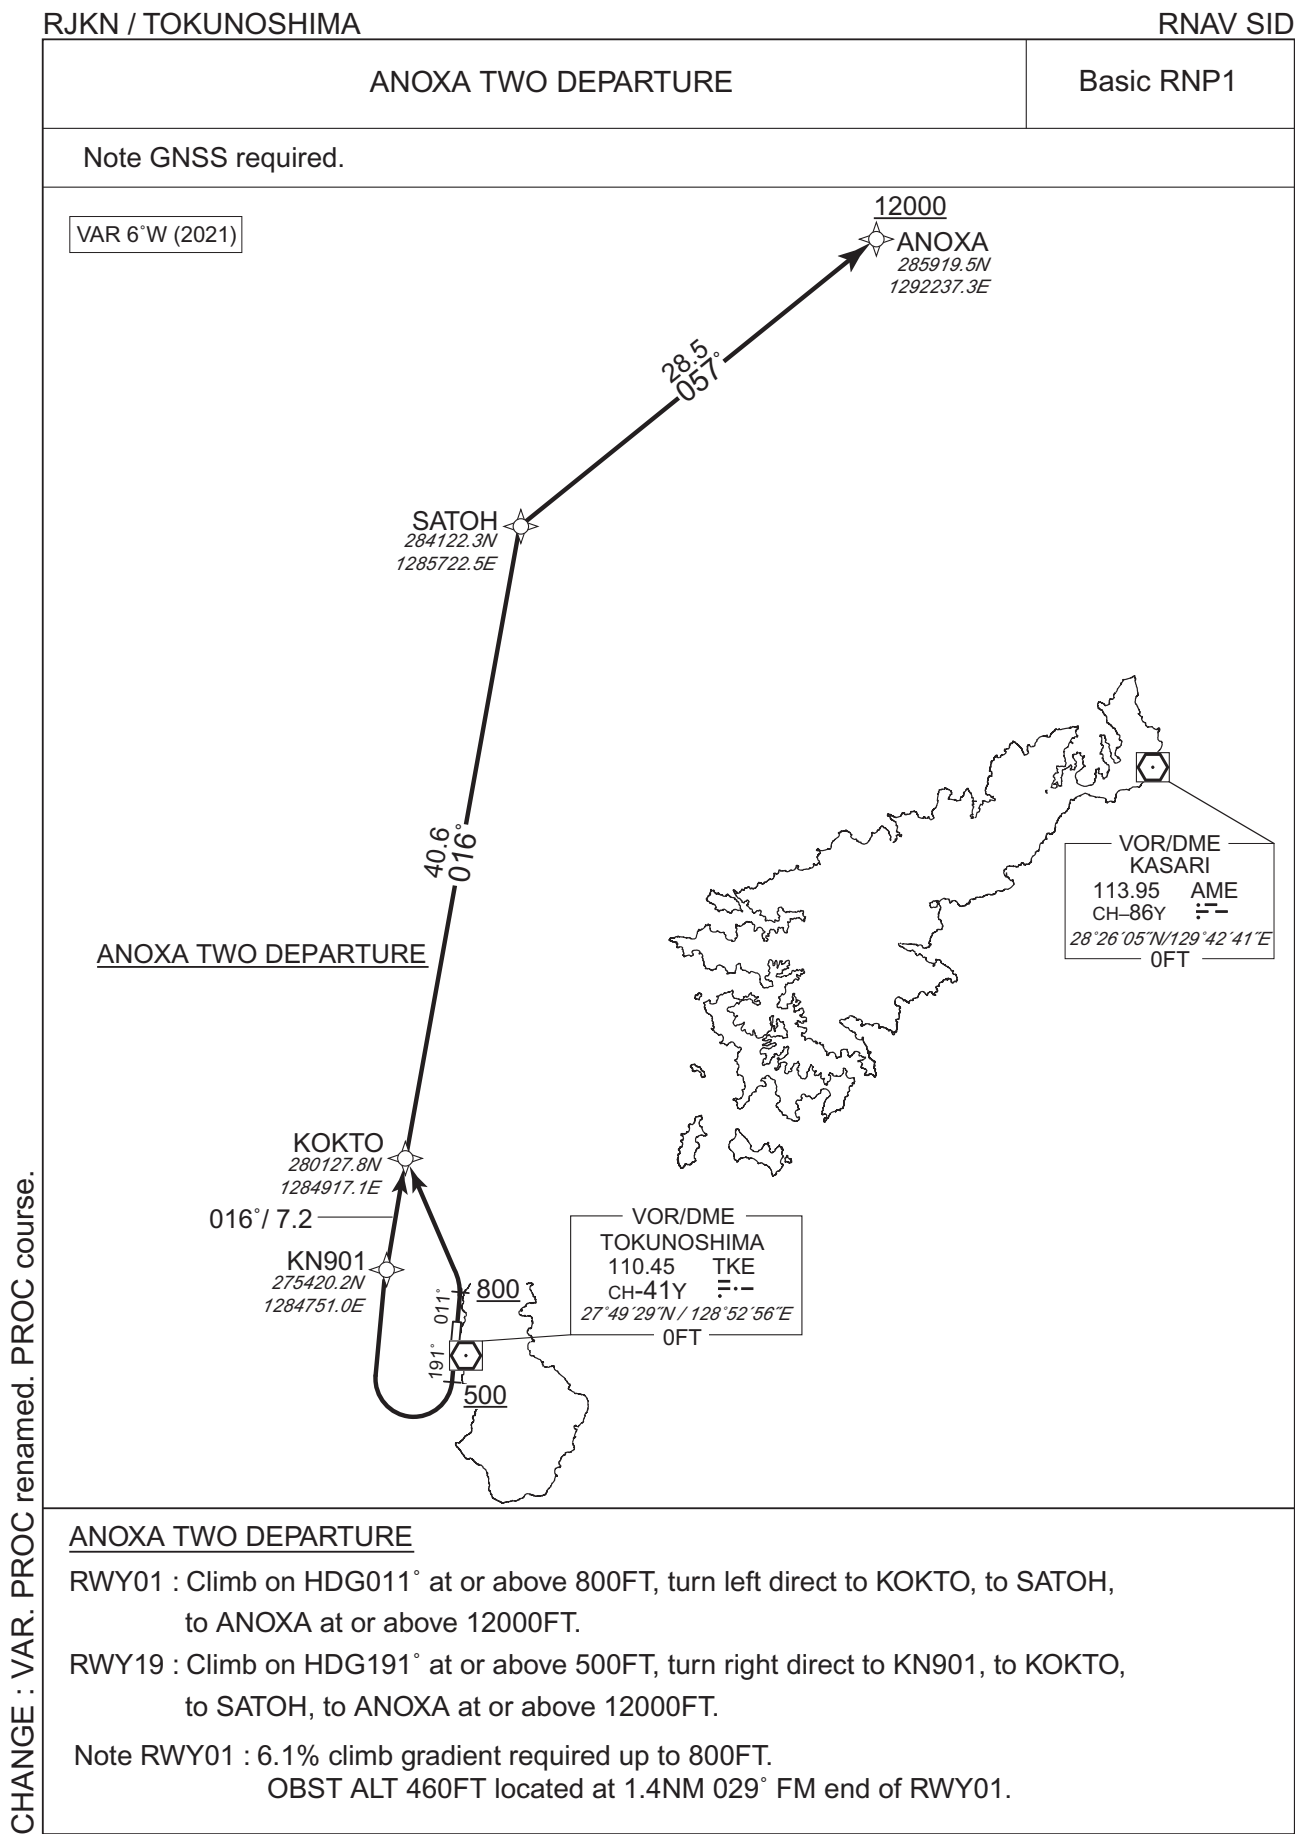 RJKN / TOKUNOSHIMA
RNAV SID
ANOXA TWO DEPARTURE
Basic RNP1
Note GNSS required.
VAR 6°W (2021)
12000
ANOXA
285919.5N
1292237.3E
28.5
057°
SATOH
284122.3N
1285722.5E
40.6
016°
VOR/DME
KASARI
113.95 AME
CH–86Y
28°26´05˝N/129°42´41˝E
0FT
ANOXA TWO DEPARTURE
KOKTO
280127.8N
1284917.1E
016°/ 7.2
KN901
275420.2N
1284751.0E
VOR/DME
TOKUNOSHIMA
110.45 TKE
CH-41Y
27°49´29˝N / 128°52´56˝E
0FT
011°
800
191°
500
ANOXA TWO DEPARTURE
RWY01 : Climb on HDG011° at or above 800FT, turn left direct to KOKTO, to SATOH,
to ANOXA at or above 12000FT.
RWY19 : Climb on HDG191° at or above 500FT, turn right direct to KN901, to KOKTO,
to SATOH, to ANOXA at or above 12000FT.
Note RWY01 : 6.1% climb gradient required up to 800FT.
OBST ALT 460FT located at 1.4NM 029° FM end of RWY01.
CHANGE : VAR. PROC renamed. PROC course.